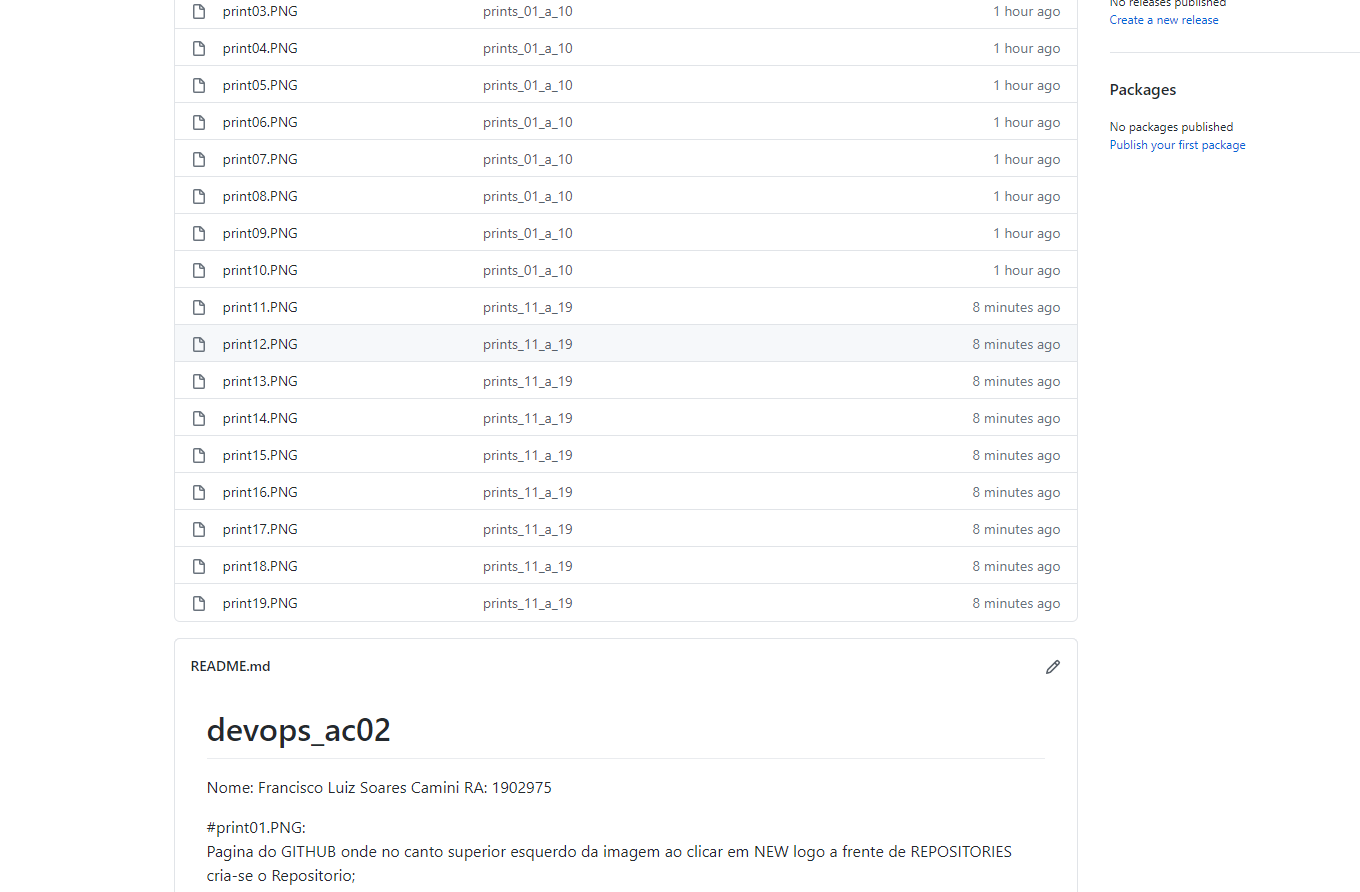 print03.PNG prints_01_a_10 1 hour ago
print04.PNG prints_01_a_10 1 hour ago
print05.PNG prints_01_a_10 1 hour ago
print06.PNG prints_01_a_10 1 hour ago
print07.PNG prints_01_a_10 1 hour ago
print08.PNG prints_01_a_10 1 hour ago
print09.PNG prints_01_a_10 1 hour ago
print10.PNG prints_01_a_10 1 hour ago
print11.PNG prints_11_a_19 8 minutes ago
print12.PNG prints_11_a_19 8 minutes ago
print13.PNG prints_11_a_19 8 minutes ago
print14.PNG prints_11_a_19 8 minutes ago
print15.PNG prints_11_a_19 8 minutes ago
print16.PNG prints_11_a_19 8 minutes ago
print17.PNG prints_11_a_19 8 minutes ago
print18.PNG prints_11_a_19 8 minutes ago
print19.PNG prints_11_a_19 8 minutes ago
README.md
devops_ac02
Nome: Francisco Luiz Soares Camini RA: 1902975
#print01.PNG:
Pagina do GITHUB onde no canto superior esquerdo da imagem ao clicar em NEW logo a frente de REPOSITORIES
cria-se o Repositorio;
No releases published
Create a new release
Packages
No packages published
Publish your first package